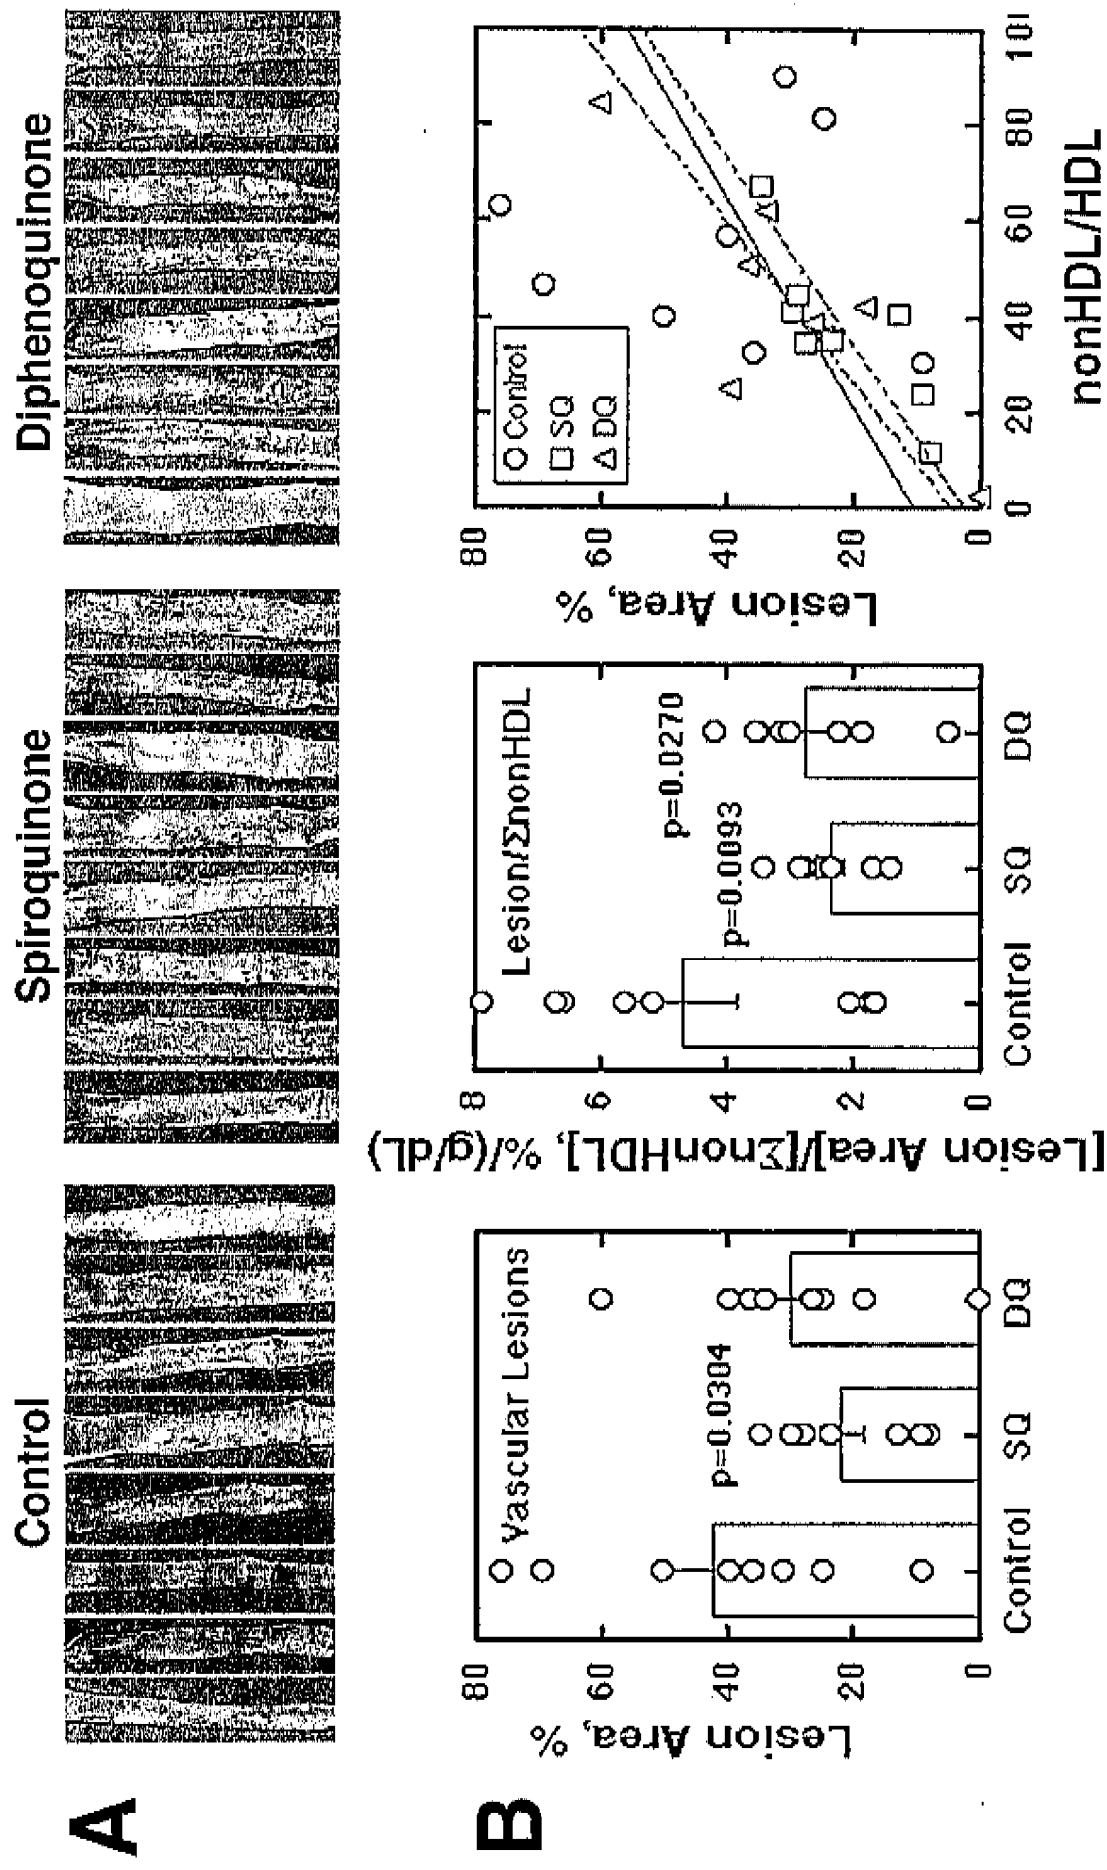 A
Control
Spiroquinone
Diphenoquinone
B
Lesion Area, %
80
60
40
20
0
Yascular Lesions
p=0.0304
Control
SQ
DQ
[Lesion Area]/[ΣnonHDL], %/(g/dL)
8
6
4
2
0
Lesion/ΣnonHDL
p=0.0093
p=0.0270
Control
SQ
DQ
Lesion Area, %
80
60
40
20
0
Control
SQ
DQ
0
20
40
60
80
10
nonHDL/HDL